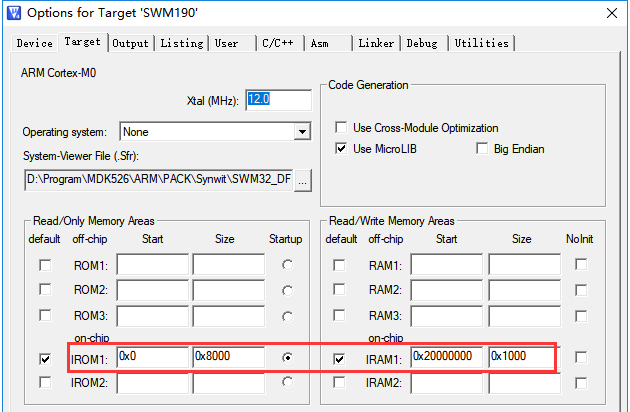 Options for Target 'SWM190'
Device Target Output Listing User C/C++ Asm Linker Debug Utilities
ARM Cortex-M0
Xtal (MHz): 12.0
Operating system: None
System-Viewer File (.Sfr):
D:\Program\MDK526\ARM\PACK\Synwit\SWM32_DF ...
Code Generation
Use Cross-Module Optimization
Use MicroLIB Big Endian
Read/Only Memory Areas
default off-chip Start Size Startup
ROM1:
ROM2:
ROM3:
on-chip
IROM1: 0x0 0x8000
IROM2:
Read/Write Memory Areas
default off-chip Start Size NoInit
RAM1:
RAM2:
RAM3:
on-chip
IRAM1: 0x20000000 0x1000
IRAM2: